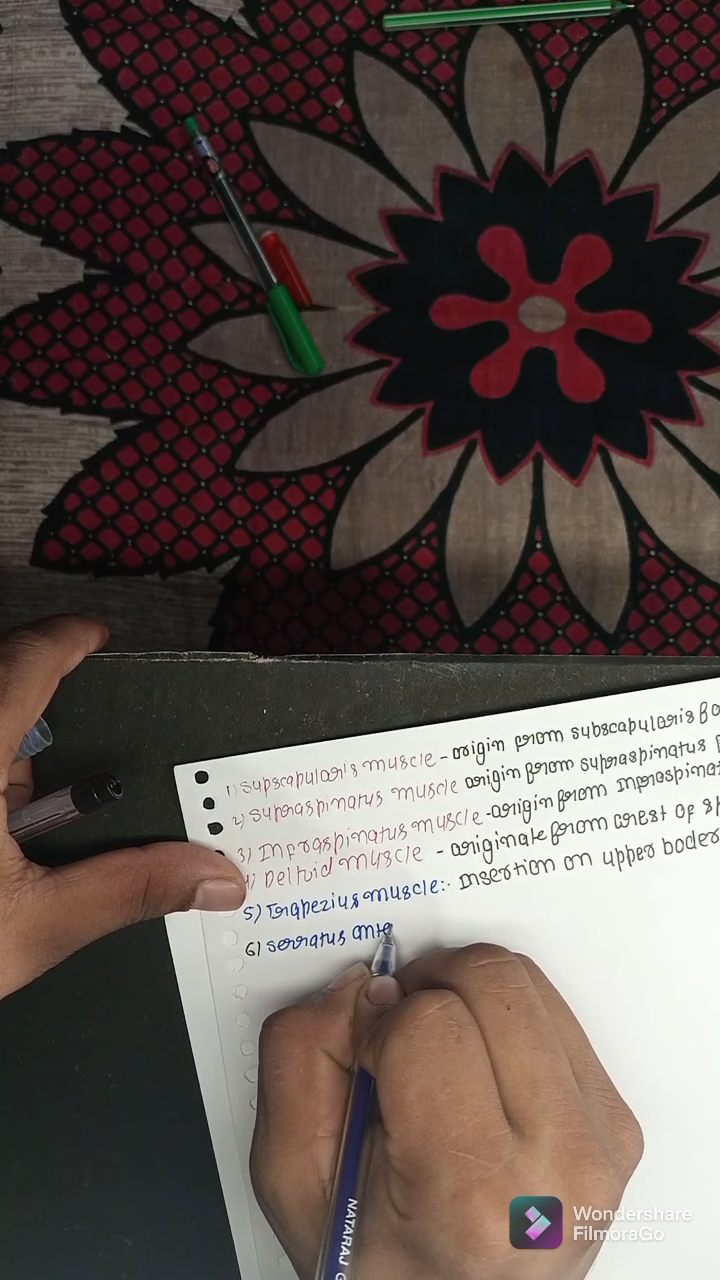 1) Subscapularis muscle - origin from subscapularis fo
2) Supraspinatus muscle origin from supraspinatus f
3) Infraspinatus muscle - origin from Infraspinat
4) Deltoid muscle - originate from crest of sp
5) Trapezius muscle:- Insertion on upper boder
6) serratus ante
NATARAJ G
Wondershare
FilmoraGo